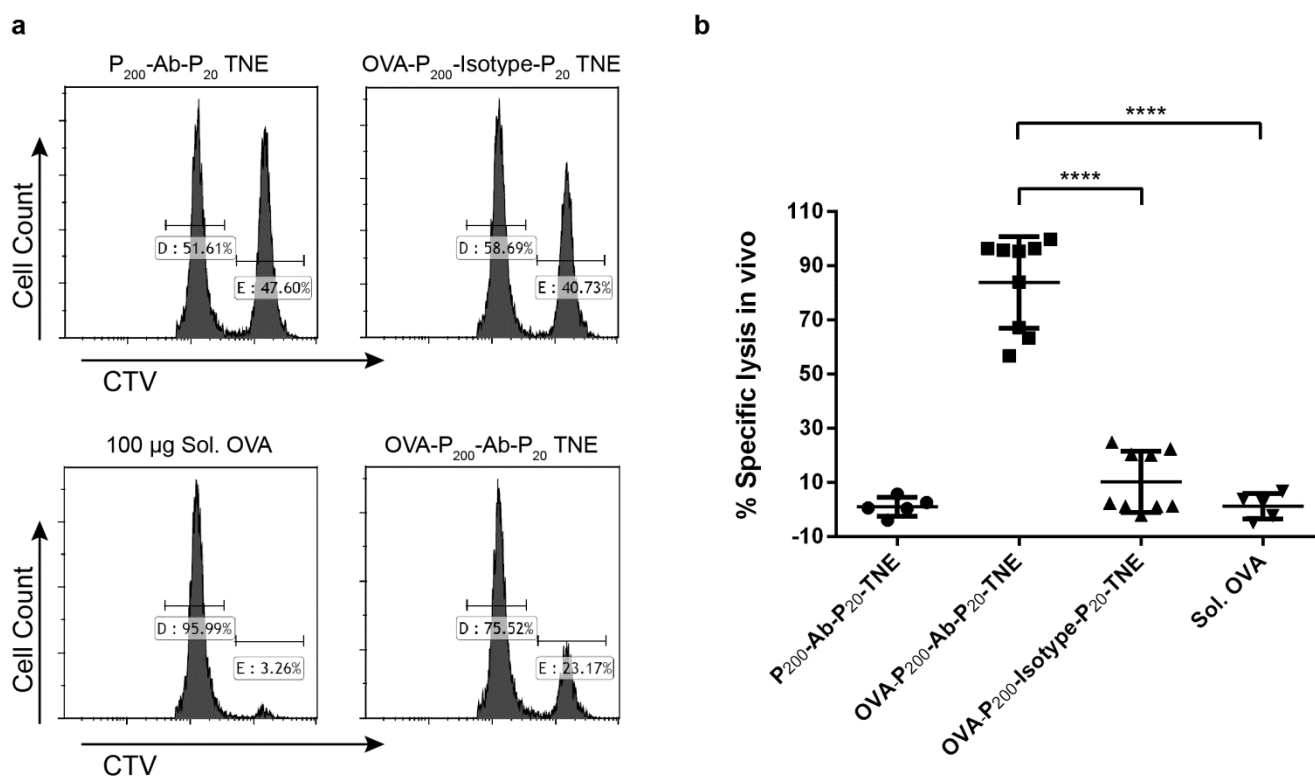 a
P₂₀₀-Ab-P₂₀ TNE
OVA-P₂₀₀-Isotype-P₂₀ TNE
Cell Count
D : 51.61%
E : 47.60%
D : 58.69%
E : 40.73%
CTV
100 µg Sol. OVA
OVA-P₂₀₀-Ab-P₂₀ TNE
Cell Count
D : 95.99%
E : 3.26%
D : 75.52%
E : 23.17%
CTV
b
****
****
% Specific lysis in vivo
110
90
70
50
30
10
-10
P₂₀₀-Ab-P₂₀-TNE
OVA-P₂₀₀-Ab-P₂₀-TNE
OVA-P₂₀₀-Isotype-P₂₀-TNE
Sol. OVA